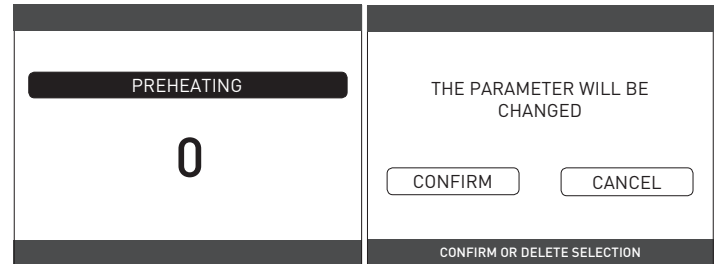 PREHEATING
0
THE PARAMETER WILL BE
CHANGED
CONFIRM
CANCEL
CONFIRM OR DELETE SELECTION